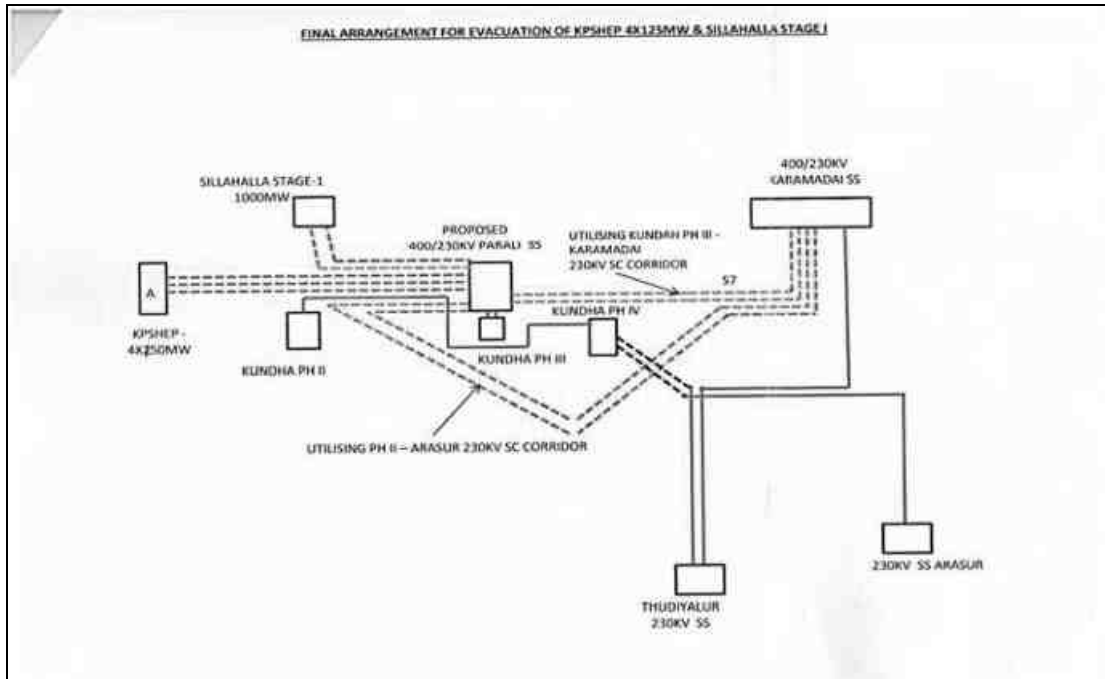 FINAL ARRANGEMENT FOR EVACUATION OF KPSHEP 4X125MW & SILLAHALLA STAGE I
400/230KV
KARAMADAI SS
SILLAHALLA STAGE-1
1000MW
PROPOSED
400/230KV PARALI SS
UTILISING KUNDAH PH III -
KARAMADAI
230KV SC CORRIDOR
57
A
KPSHEP -
4X250MW
KUNDHA PH II
KUNDHA PH III
KUNDHA PH IV
UTILISING PH II – ARASUR 230KV SC CORRIDOR
230KV SS ARASUR
THUDIYALUR
230KV SS